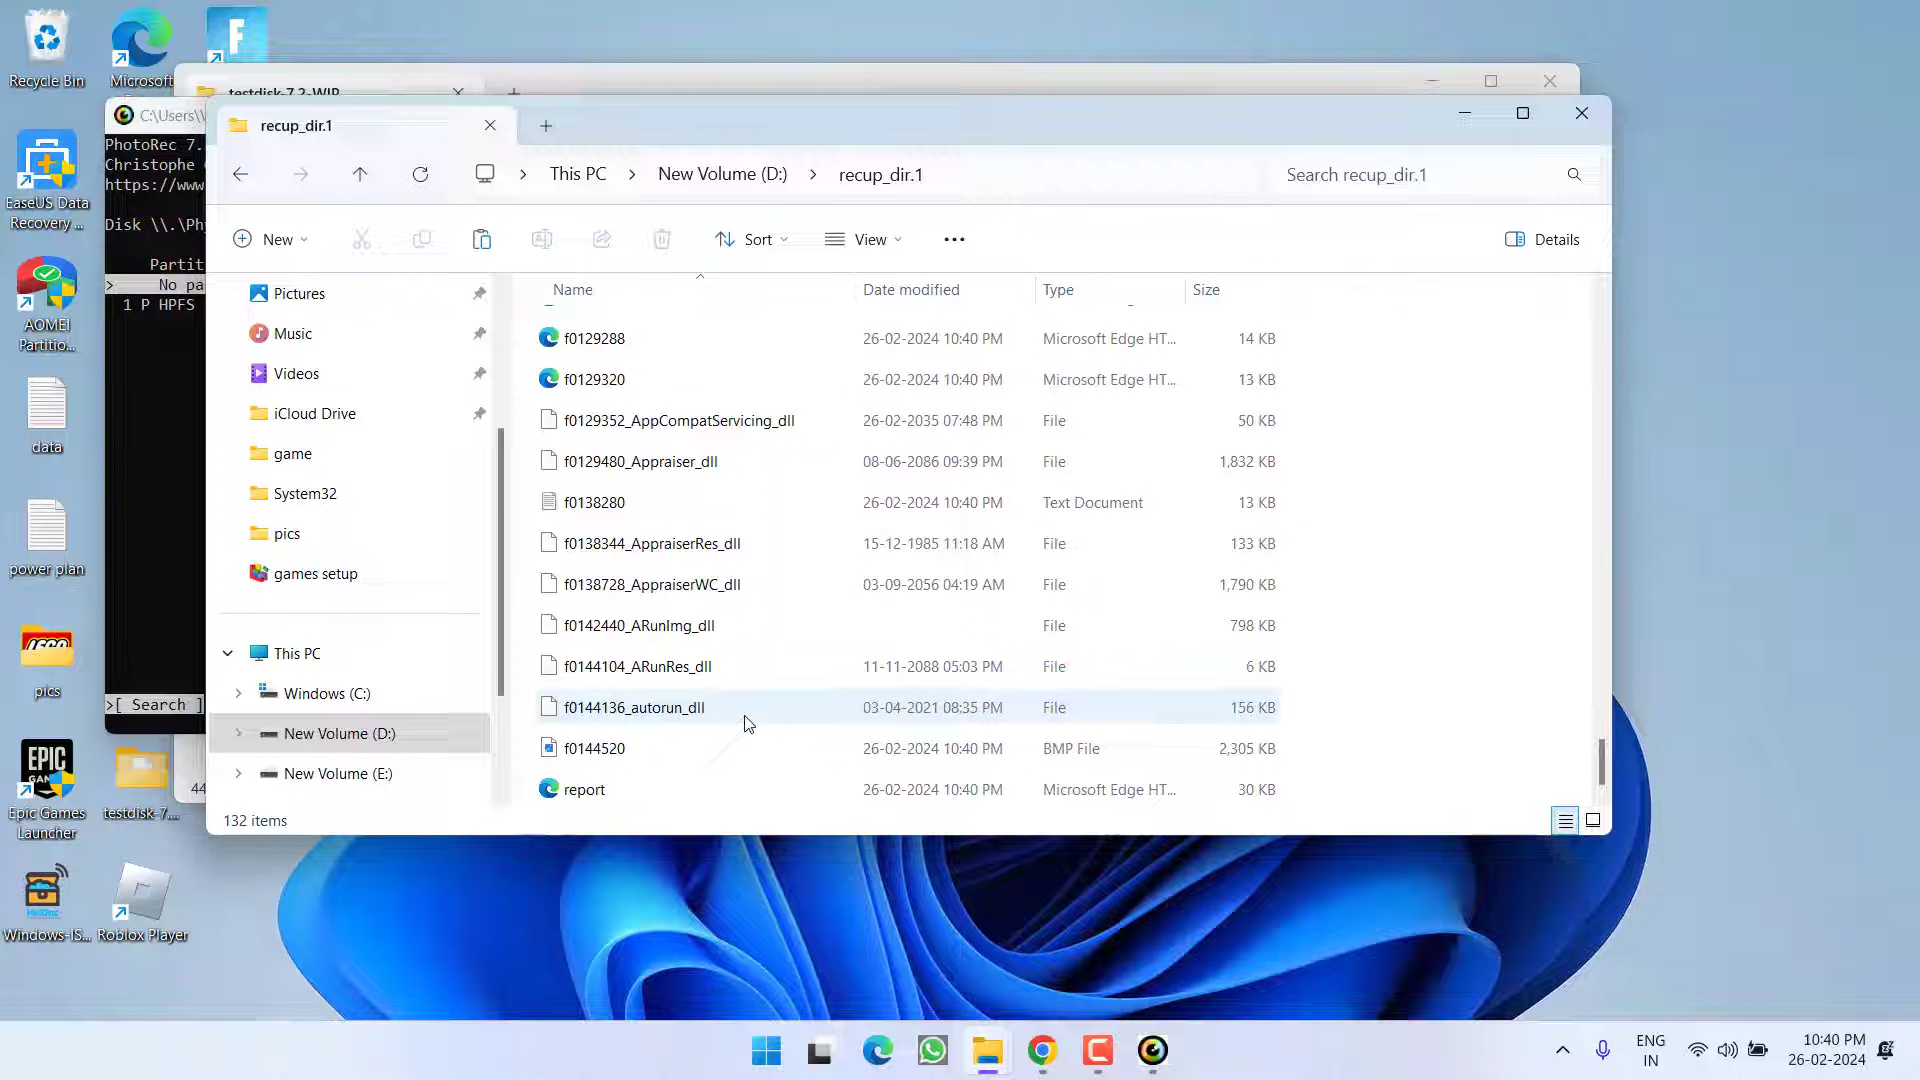 Recycle Bin
Microsoft
EaseUS Data
Recovery ...
AOMEI
Partitio...
data
power plan
pics
Epic Games
Launcher
testdisk-7....
Windows-IS...
Roblox Player
testdisk-7.2-WIP
C:\Users\
PhotoRec 7.
Christophe
https://www
Disk \\.\Ph
Partit
> No pa
1 P HPFS
>[ Search ]
44
recup_dir.1
This PC
New Volume (D:)
recup_dir.1
Search recup_dir.1
New
Sort
View
Details
Pictures
Music
Videos
iCloud Drive
game
System32
pics
games setup
This PC
Windows (C:)
New Volume (D:)
New Volume (E:)
Name Date modified Type Size
f0129288 26-02-2024 10:40 PM Microsoft Edge HT... 14 KB
f0129320 26-02-2024 10:40 PM Microsoft Edge HT... 13 KB
f0129352_AppCompatServicing_dll 26-02-2035 07:48 PM File 50 KB
f0129480_Appraiser_dll 08-06-2086 09:39 PM File 1,832 KB
f0138280 26-02-2024 10:40 PM Text Document 13 KB
f0138344_AppraiserRes_dll 15-12-1985 11:18 AM File 133 KB
f0138728_AppraiserWC_dll 03-09-2056 04:19 AM File 1,790 KB
f0142440_ARunImg_dll File 798 KB
f0144104_ARunRes_dll 11-11-2088 05:03 PM File 6 KB
f0144136_autorun_dll 03-04-2021 08:35 PM File 156 KB
f0144520 26-02-2024 10:40 PM BMP File 2,305 KB
report 26-02-2024 10:40 PM Microsoft Edge HT... 30 KB
132 items
ENG
IN
10:40 PM
26-02-2024